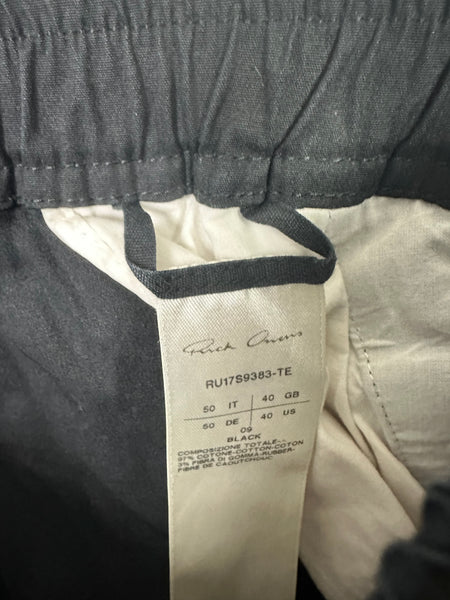 Rick Owens
RU17S9383-TE
50 IT 40 GB
50 DE 40 US
09
BLACK
COMPOSIZIONE TOTALE--
97% COTONE-COTTON-COTON
3% FIBRA DI GOMMA-RUBBER-
FIBRE DE CAOUTCHOUC